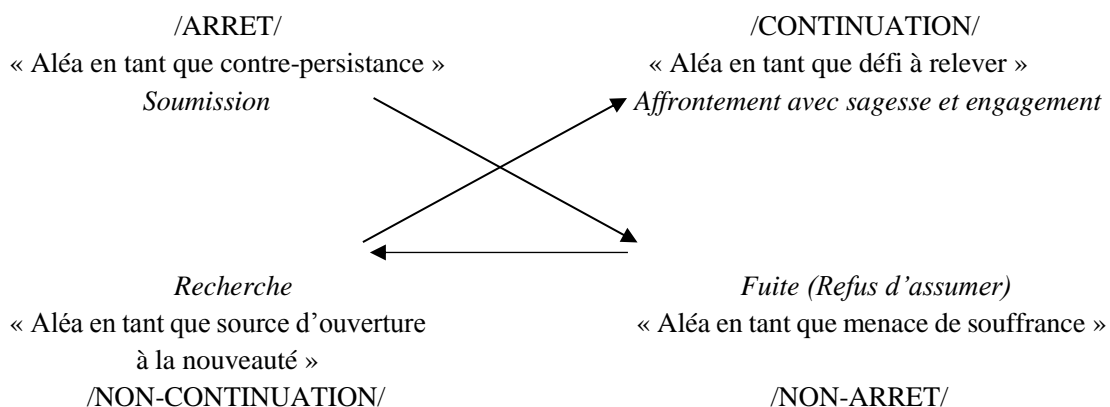 /ARRET/ /CONTINUATION/
« Aléa en tant que contre-persistance » « Aléa en tant que défi à relever »
Soumission Affrontement avec sagesse et engagement
Recherche Fuite (Refus d’assumer)
« Aléa en tant que source d’ouverture « Aléa en tant que menace de souffrance »
à la nouveauté »
/NON-CONTINUATION/ /NON-ARRET/